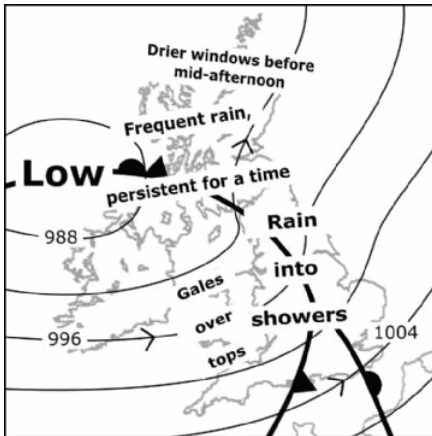 Drier windows before
mid-afternoon
Frequent rain,
Low
persistent for a time
Rain
988
into
Gales
over
showers
996
1004
tops